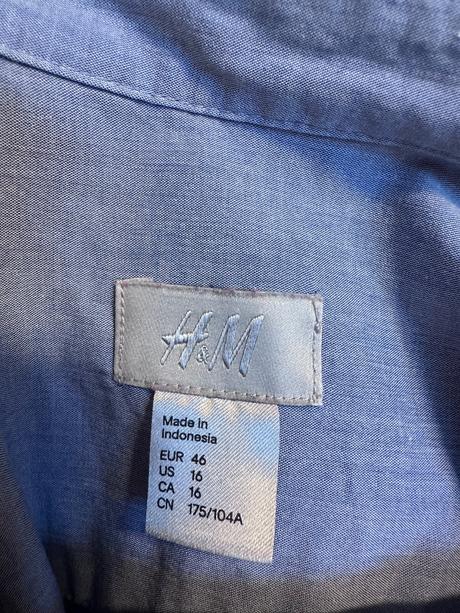 H&M
Made in
Indonesia
EUR 46
US 16
CA 16
CN 175/104A